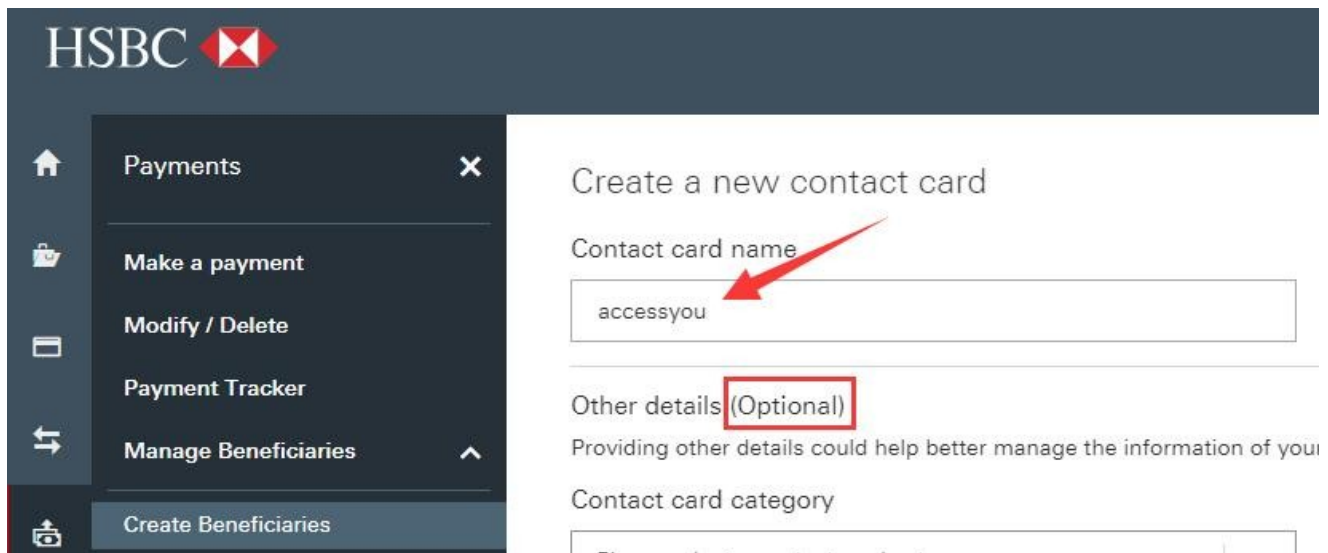 HSBC
Payments
Make a payment
Modify / Delete
Payment Tracker
Manage Beneficiaries
Create Beneficiaries
Create a new contact card
Contact card name
accessyou
Other details (Optional)
Providing other details could help better manage the information of your
Contact card category